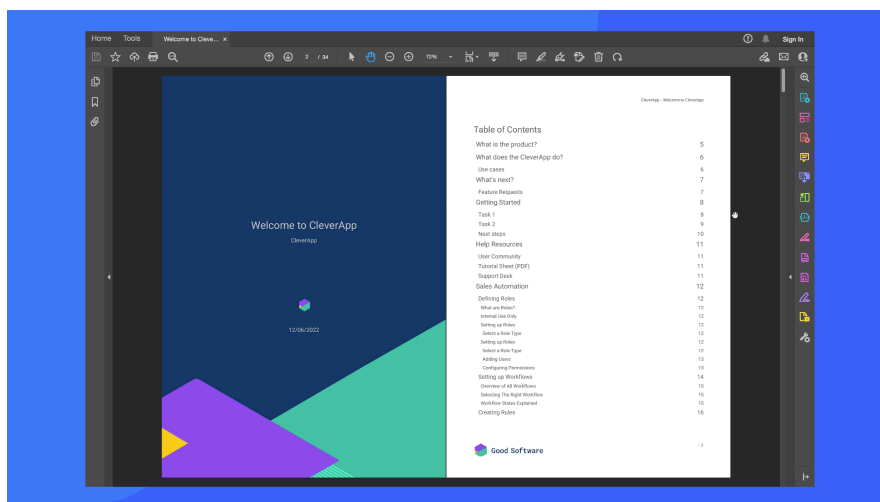 Home Tools Welcome to Cleve... × Sign In
2 / 34 72%
Welcome to CleverApp
CleverApp
12/06/2022
CleverApp - Welcome to CleverApp
Table of Contents
What is the product? 5
What does the CleverApp do? 6
Use cases 6
What's next? 7
Feature Requests 7
Getting Started 8
Task 1 8
Task 2 9
Next steps 10
Help Resources 11
User Community 11
Tutorial Sheet (PDF) 11
Support Desk 11
Sales Automation 12
Defining Roles 12
What are Roles? 12
Internal Use Only 12
Setting up Roles 12
Select a Role Type 12
Setting up Roles 12
Select a Role Type 12
Adding Users 13
Configuring Permissions 13
Setting up Workflows 14
Overview of All Workflows 15
Selecting The Right Workflow 15
Workflow States Explained 15
Creating Rules 16
Good Software